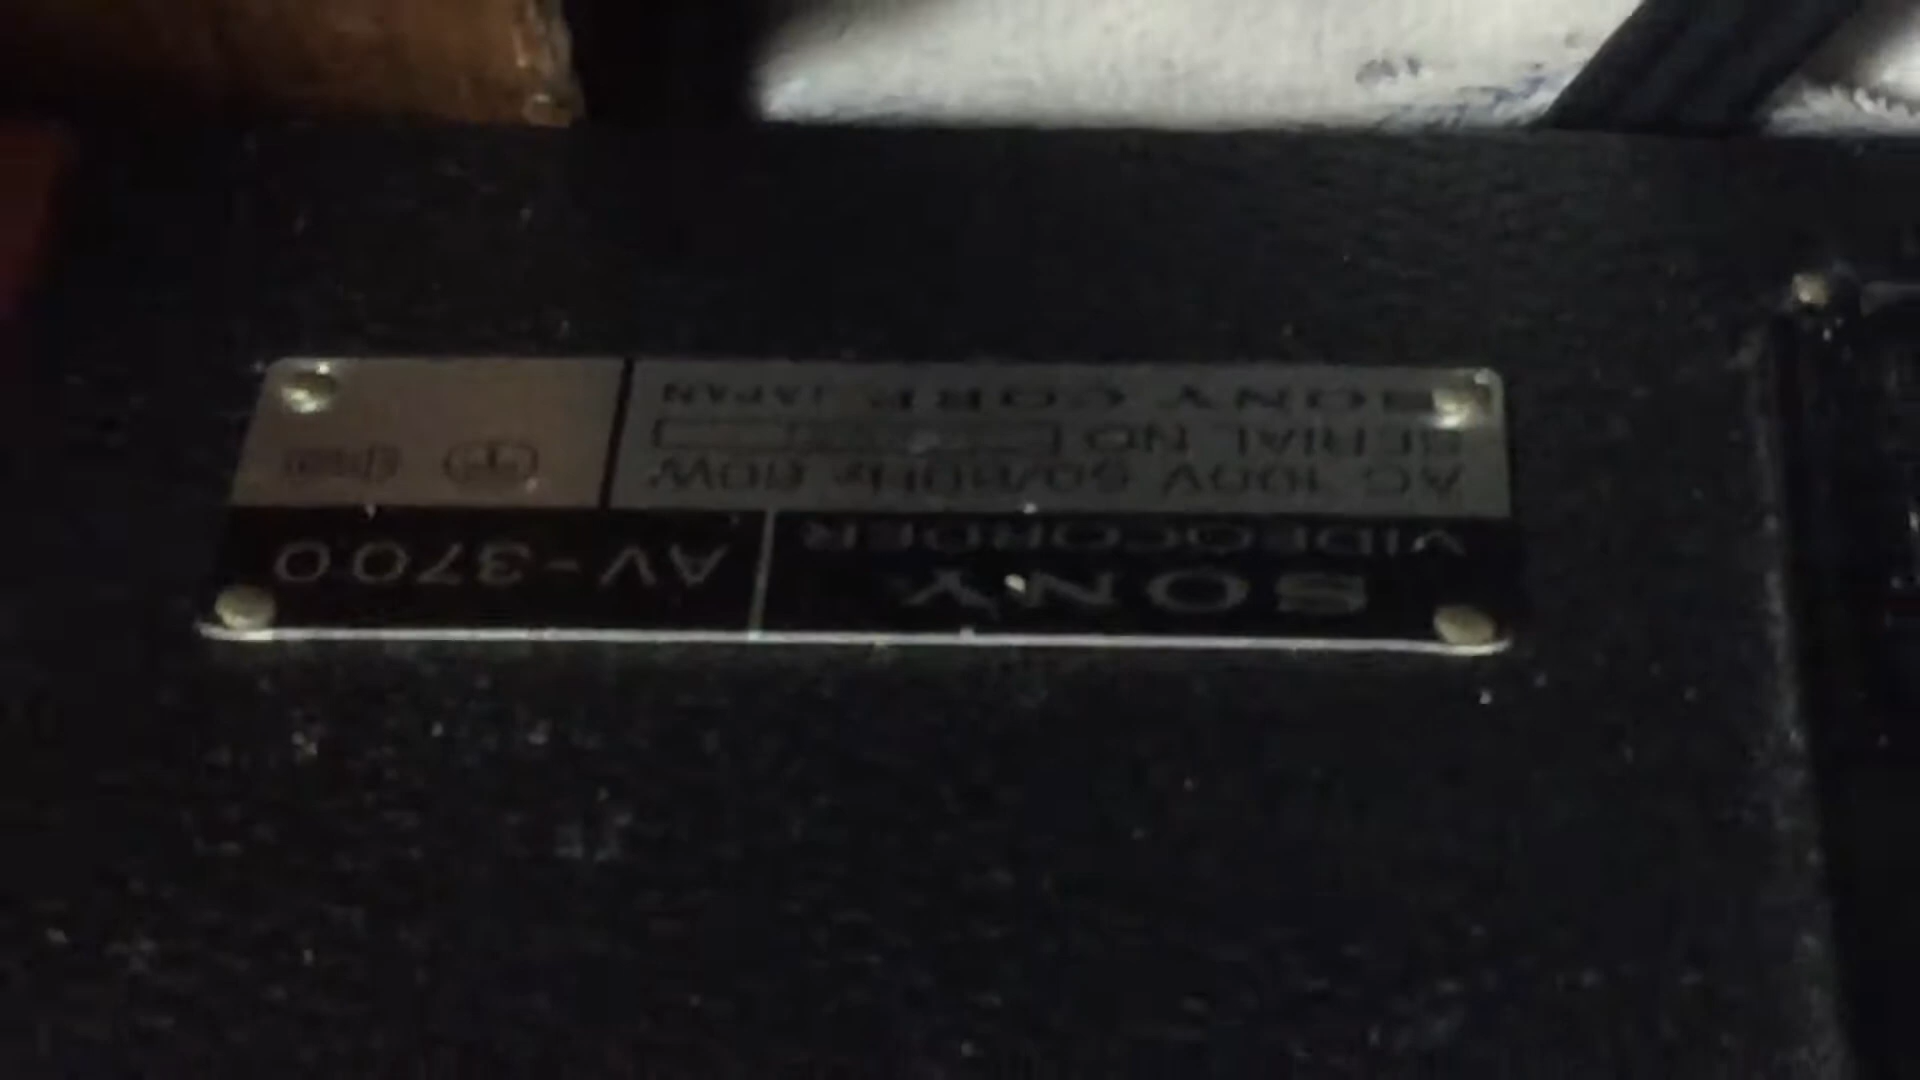 SONY
VIDEOCORDER
AV-3700
AC 100V 50/60Hz 60W
SERIAL NO
SONY CORP. JAPAN